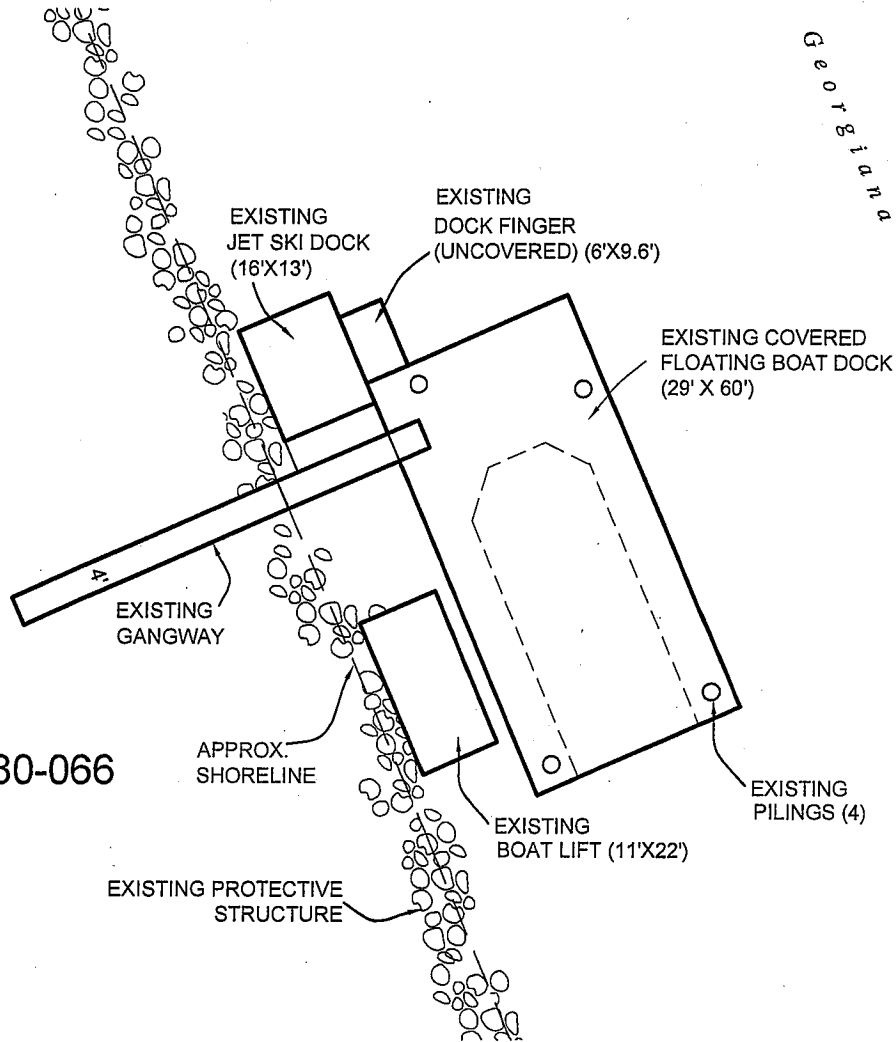 Georgiana
EXISTING
JET SKI DOCK
(16'X13')
EXISTING
DOCK FINGER
(UNCOVERED) (6'X9.6')
EXISTING COVERED
FLOATING BOAT DOCK
(29' X 60')
4'
EXISTING
GANGWAY
APPROX.
SHORELINE
30-066
EXISTING
PILINGS (4)
EXISTING
BOAT LIFT (11'X22')
EXISTING PROTECTIVE
STRUCTURE